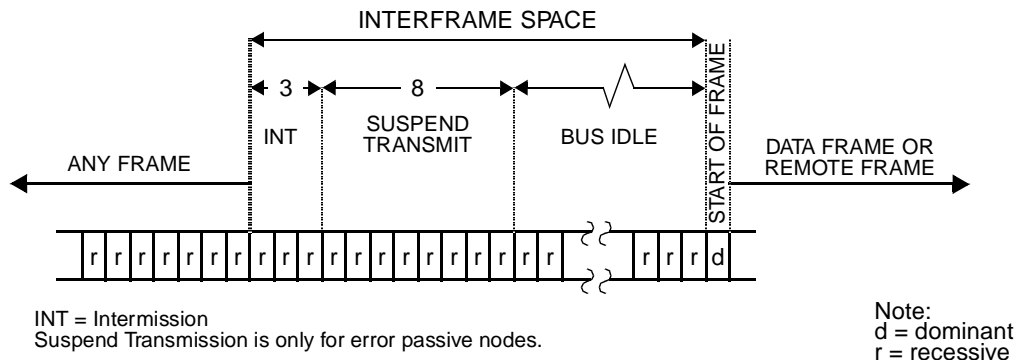 INTERFRAME SPACE
3
8
INT
SUSPEND
TRANSMIT
BUS IDLE
START OF FRAME
ANY FRAME
DATA FRAME OR
REMOTE FRAME
r r r r r r r r r r r r r r r r r r r r r r d
INT = Intermission
Suspend Transmission is only for error passive nodes.
Note:
d = dominant
r = recessive